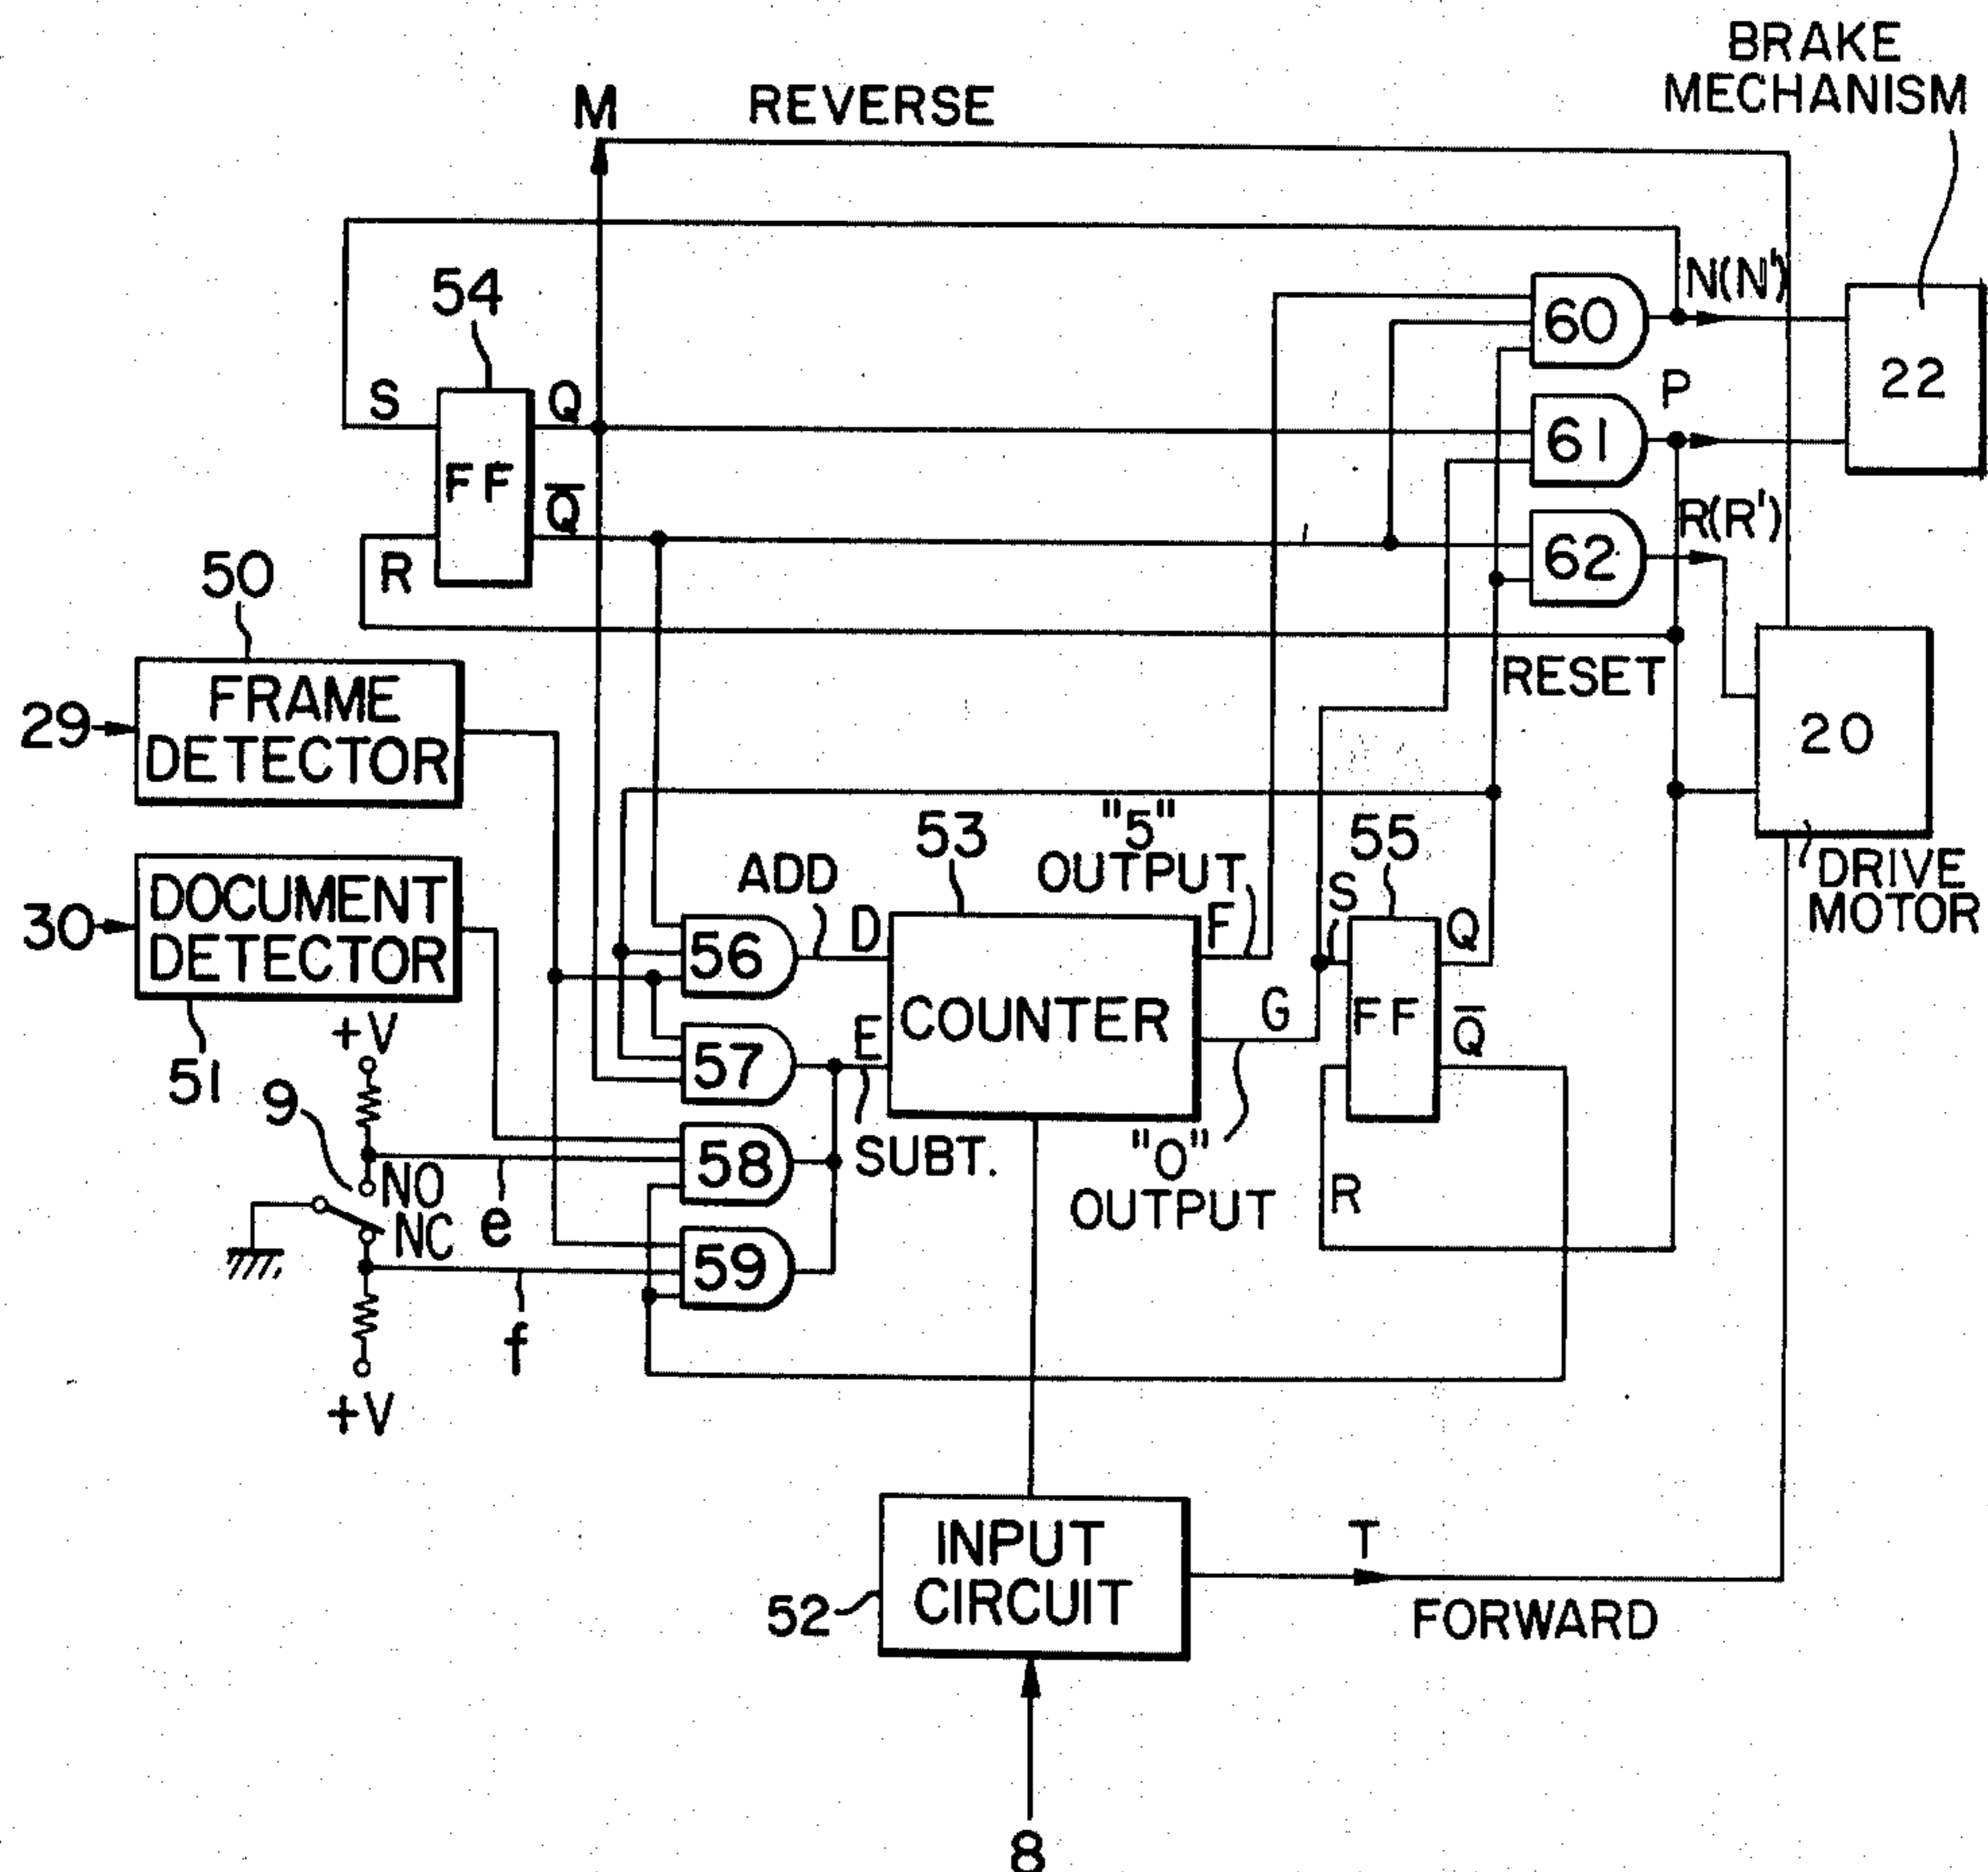 BRAKE
MECHANISM
M REVERSE
54
N(N')
60
22
S Q
P
61
FF
Q̅
R(R')
R
62
50
FRAME
DETECTOR
29
RESET
20
53
"5"
OUTPUT
55
ADD
D
F
S
Q
DRIVE
MOTOR
DOCUMENT
DETECTOR
30
56
COUNTER
G
FF
Q̅
51
+V
E
57
9
NO
NC
e
58
SUBT.
"0"
OUTPUT
R
59
f
+V
INPUT
CIRCUIT
52
T
FORWARD
8